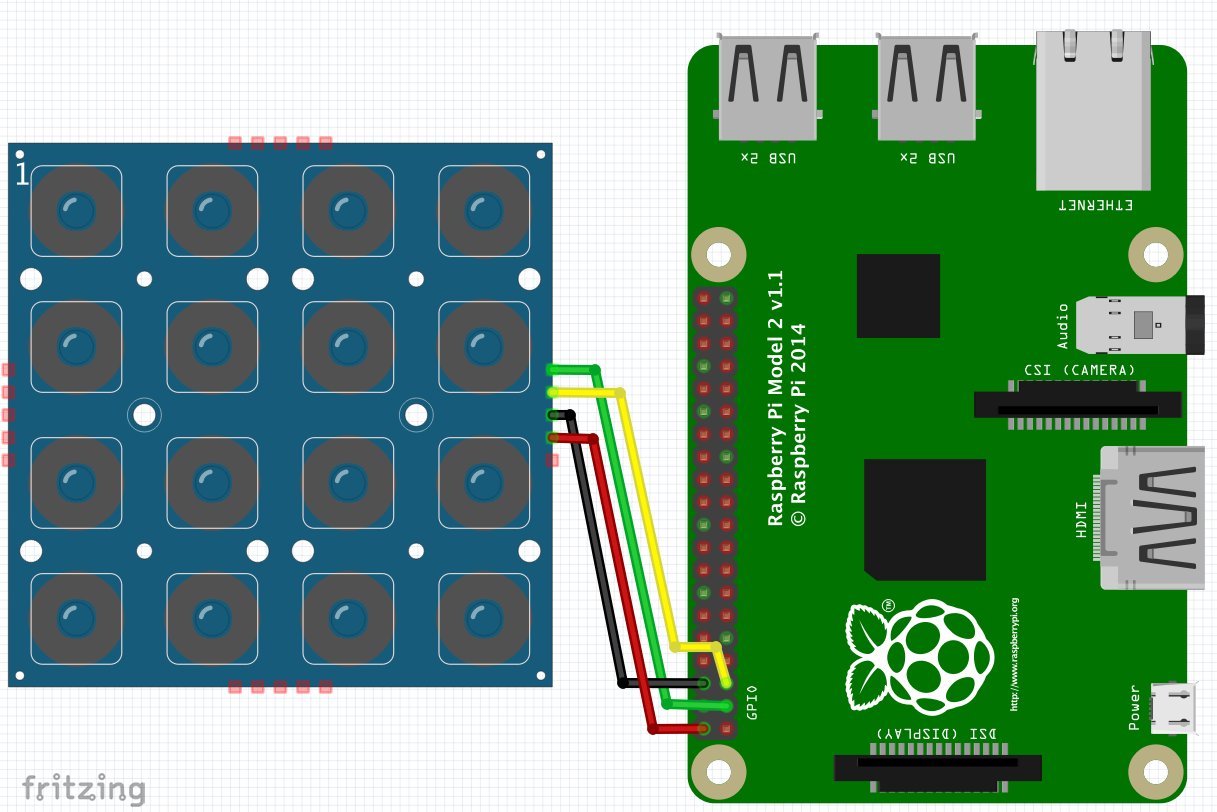 1
USB 2x
USB 2x
ETHERNET
Raspberry Pi Model 2 v1.1
© Raspberry Pi 2014
Audio
CSI (CAMERA)
HDMI
TM
http://www.raspberrypi.org
GPIO
Power
DSI (DISPLAY)
fritzing